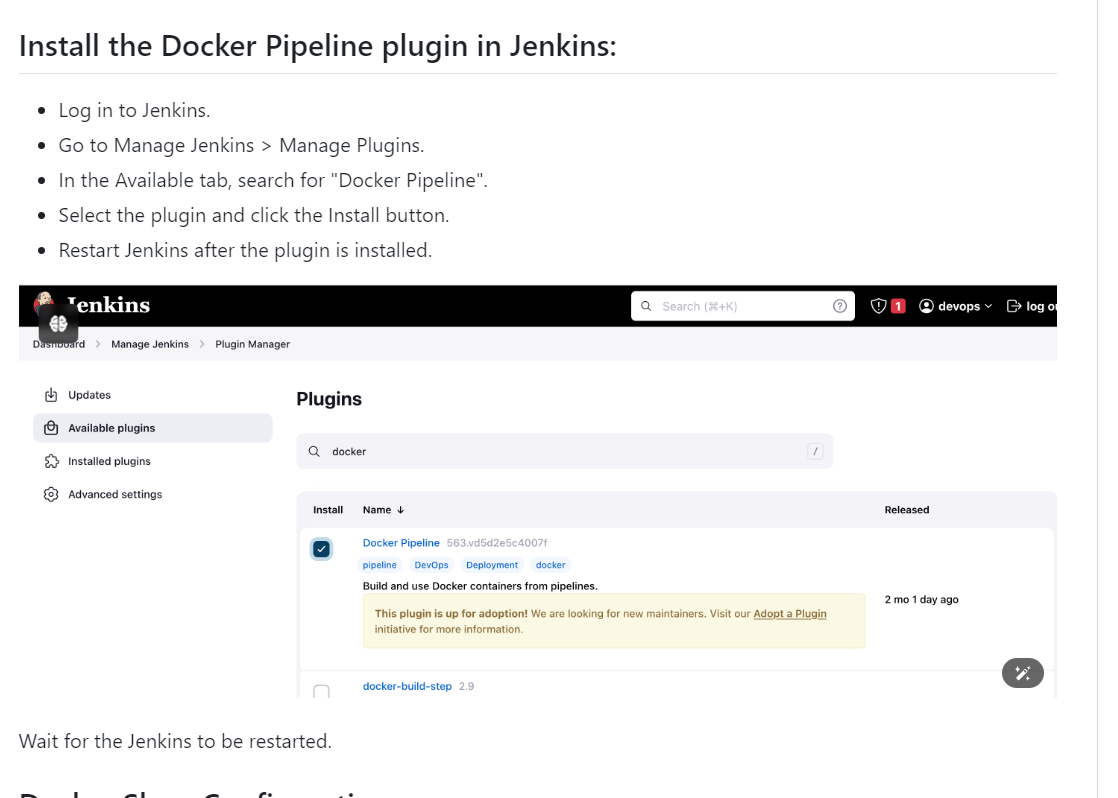 Install the Docker Pipeline plugin in Jenkins:
Log in to Jenkins.
Go to Manage Jenkins > Manage Plugins.
In the Available tab, search for "Docker Pipeline".
Select the plugin and click the Install button.
Restart Jenkins after the plugin is installed.
Jenkins
Search (⌘+K)
1
devops
log ou
Dashboard > Manage Jenkins > Plugin Manager
Updates
Available plugins
Installed plugins
Advanced settings
Plugins
docker /
Install Name ↓ Released
Docker Pipeline 563.vd5d2e5c4007f
pipeline DevOps Deployment docker
Build and use Docker containers from pipelines.
This plugin is up for adoption! We are looking for new maintainers. Visit our Adopt a Plugin
initiative for more information.
2 mo 1 day ago
docker-build-step 2.9
Wait for the Jenkins to be restarted.